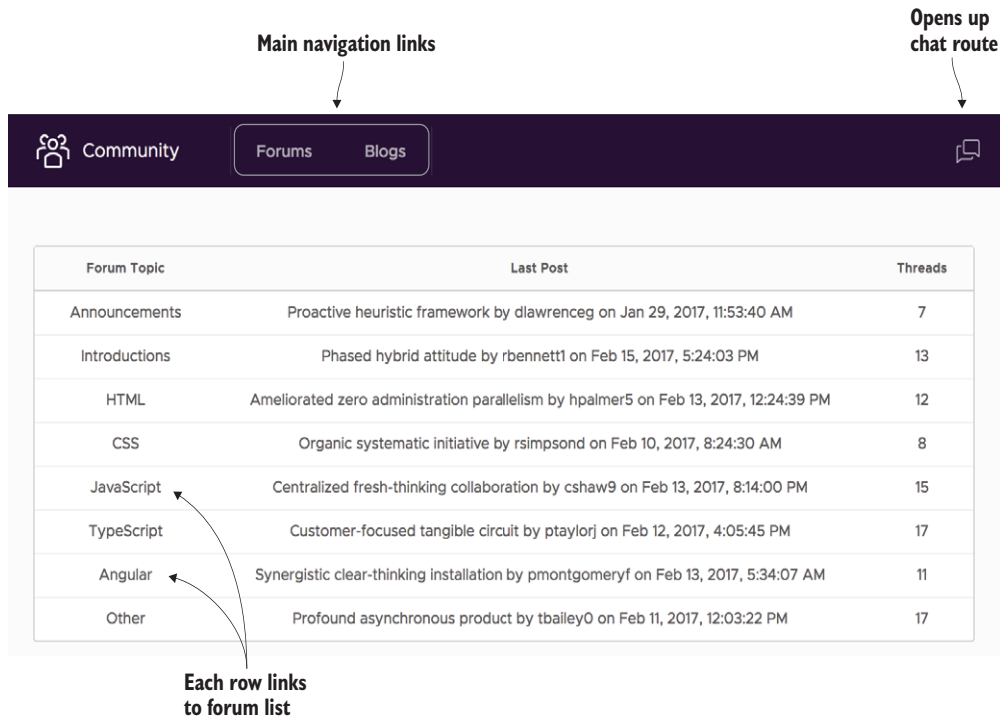 Main navigation links
Opens up
chat route
Community Forums Blogs
Forum Topic Last Post Threads
Announcements Proactive heuristic framework by dlawrenceg on Jan 29, 2017, 11:53:40 AM 7
Introductions Phased hybrid attitude by rbennett1 on Feb 15, 2017, 5:24:03 PM 13
HTML Ameliorated zero administration parallelism by hpalmer5 on Feb 13, 2017, 12:24:39 PM 12
CSS Organic systematic initiative by rsimpsond on Feb 10, 2017, 8:24:30 AM 8
JavaScript Centralized fresh-thinking collaboration by cshaw9 on Feb 13, 2017, 8:14:00 PM 15
TypeScript Customer-focused tangible circuit by ptaylorj on Feb 12, 2017, 4:05:45 PM 17
Angular Synergistic clear-thinking installation by pmontgomeryf on Feb 13, 2017, 5:34:07 AM 11
Other Profound asynchronous product by tbailey0 on Feb 11, 2017, 12:03:22 PM 17
Each row links
to forum list